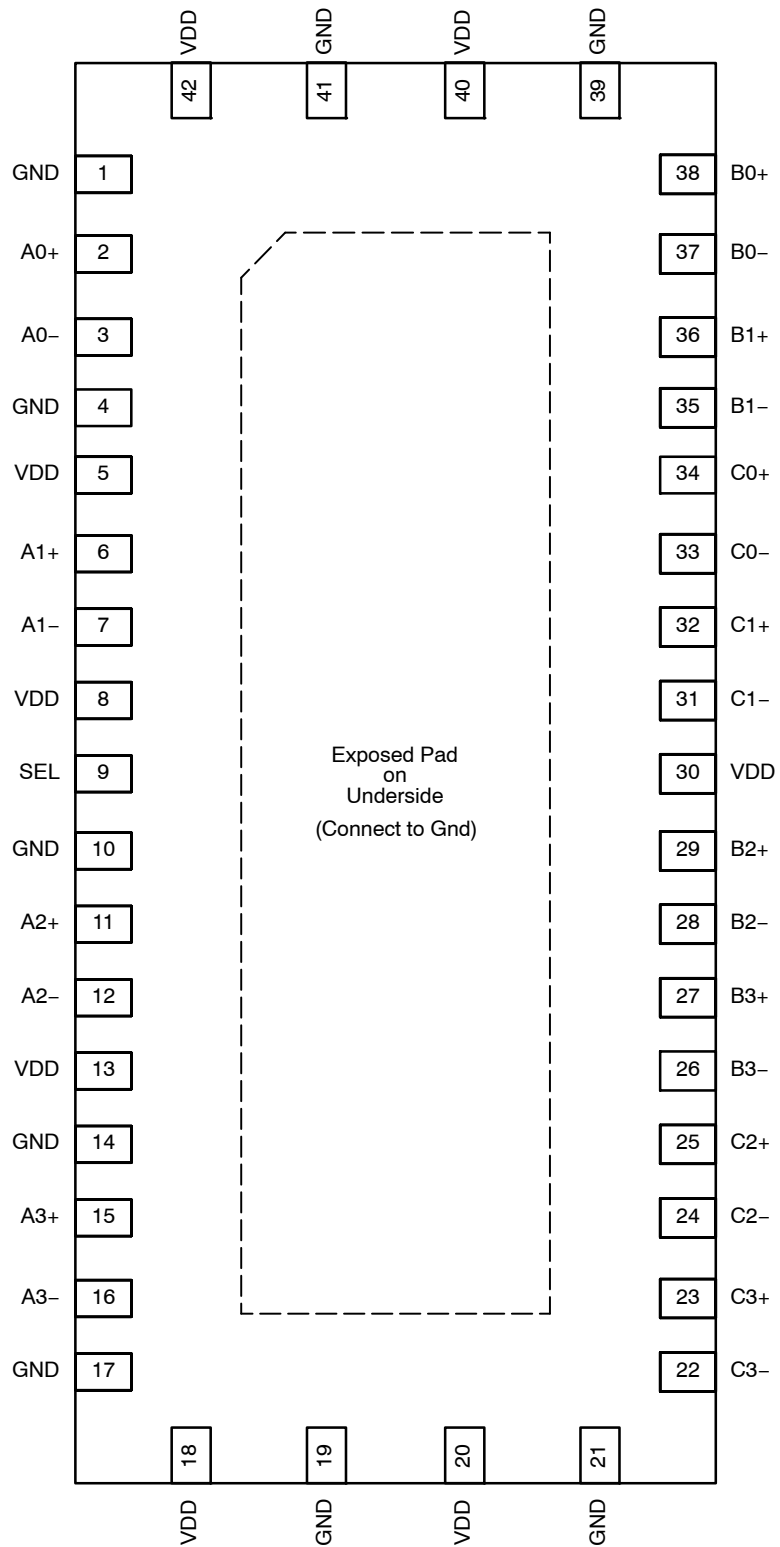 VDD GND VDD GND
42 41 40 39
GND 1 38 B0+
A0+ 2 37 B0−
A0− 3 36 B1+
GND 4 35 B1−
VDD 5 34 C0+
A1+ 6 33 C0−
A1− 7 32 C1+
VDD 8 31 C1−
SEL 9 30 VDD
Exposed Pad
on
Underside
(Connect to Gnd)
GND 10 29 B2+
A2+ 11 28 B2−
A2− 12 27 B3+
VDD 13 26 B3−
GND 14 25 C2+
A3+ 15 24 C2−
A3− 16 23 C3+
GND 17 22 C3−
18 19 20 21
VDD GND VDD GND